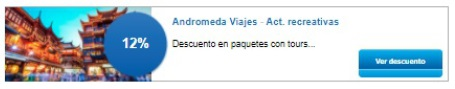 12%
Andromeda Viajes - Act. recreativas
Descuento en paquetes con tours...
Ver descuento